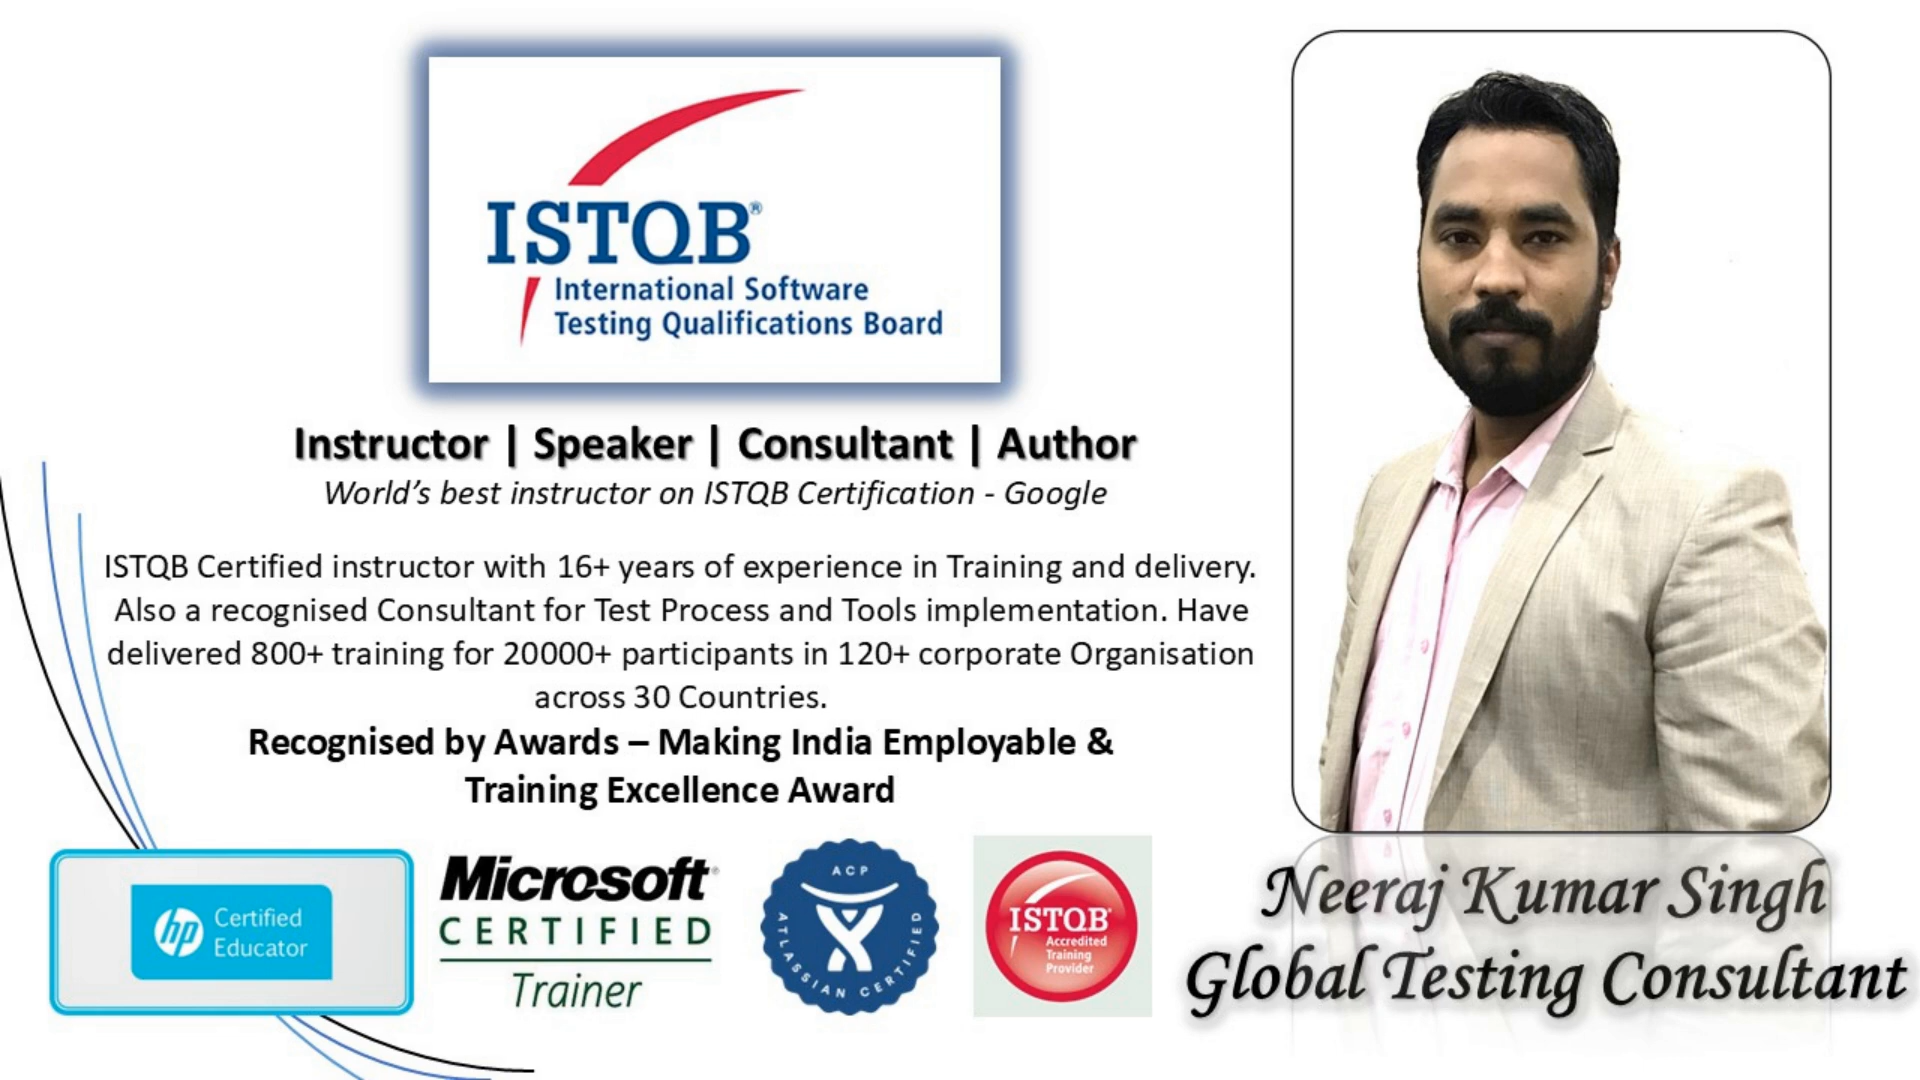 ISTQB®
International Software
Testing Qualifications Board
Instructor | Speaker | Consultant | Author
World’s best instructor on ISTQB Certification - Google
ISTQB Certified instructor with 16+ years of experience in Training and delivery.
Also a recognised Consultant for Test Process and Tools implementation. Have
delivered 800+ training for 20000+ participants in 120+ corporate Organisation
across 30 Countries.
Recognised by Awards – Making India Employable &
Training Excellence Award
hp Certified
Educator
Microsoft®
CERTIFIED
Trainer
ACP
ATLASSIAN CERTIFIED
ISTQB®
Accredited
Training
Provider
Neeraj Kumar Singh
Global Testing Consultant